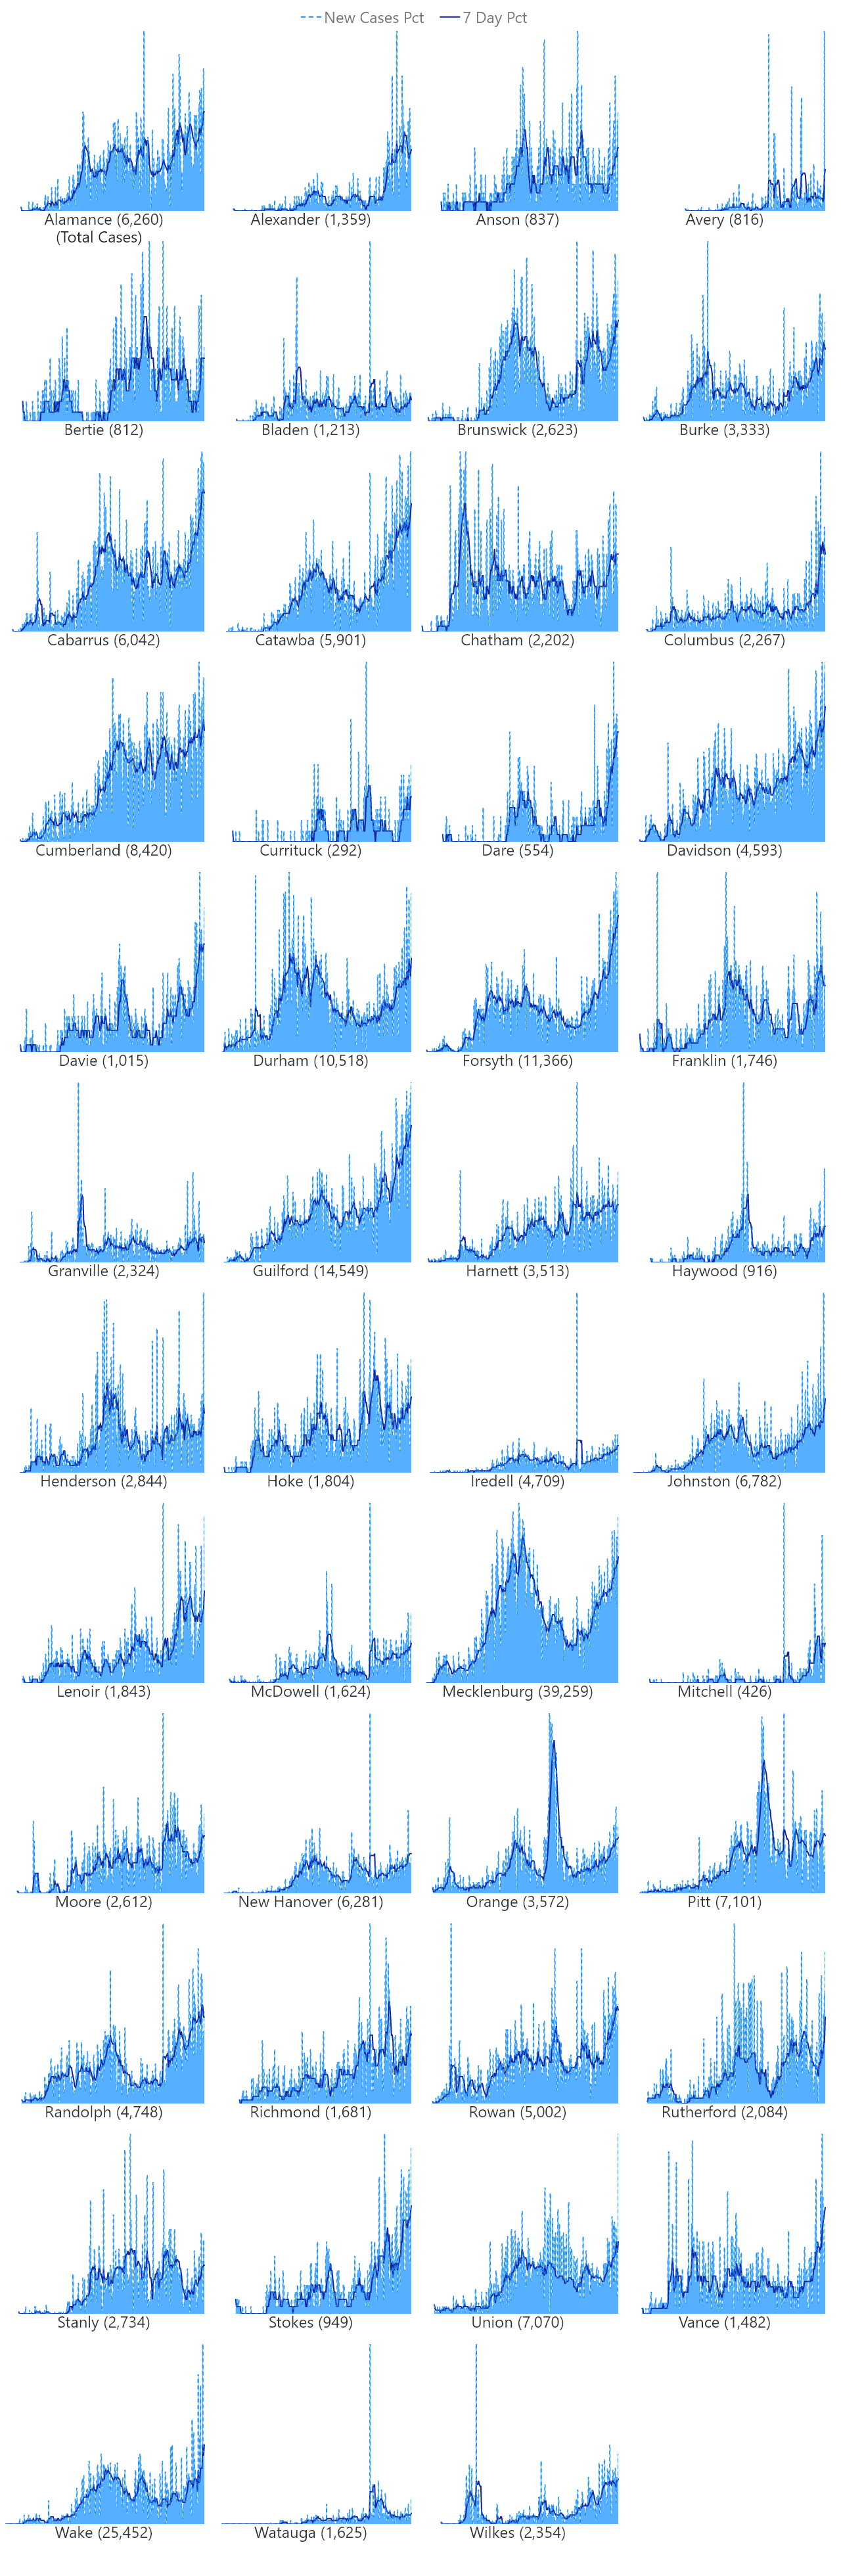 New Cases Pct 7 Day Pct
Alamance (6,260) Alexander (1,359) Anson (837) Avery (816)
(Total Cases)
Bertie (812) Bladen (1,213) Brunswick (2,623) Burke (3,333)
Cabarrus (6,042) Catawba (5,901) Chatham (2,202) Columbus (2,267)
Cumberland (8,420) Currituck (292) Dare (554) Davidson (4,593)
Davie (1,015) Durham (10,518) Forsyth (11,366) Franklin (1,746)
Granville (2,324) Guilford (14,549) Harnett (3,513) Haywood (916)
Henderson (2,844) Hoke (1,804) Iredell (4,709) Johnston (6,782)
Lenoir (1,843) McDowell (1,624) Mecklenburg (39,259) Mitchell (426)
Moore (2,612) New Hanover (6,281) Orange (3,572) Pitt (7,101)
Randolph (4,748) Richmond (1,681) Rowan (5,002) Rutherford (2,084)
Stanly (2,734) Stokes (949) Union (7,070) Vance (1,482)
Wake (25,452) Watauga (1,625) Wilkes (2,354)